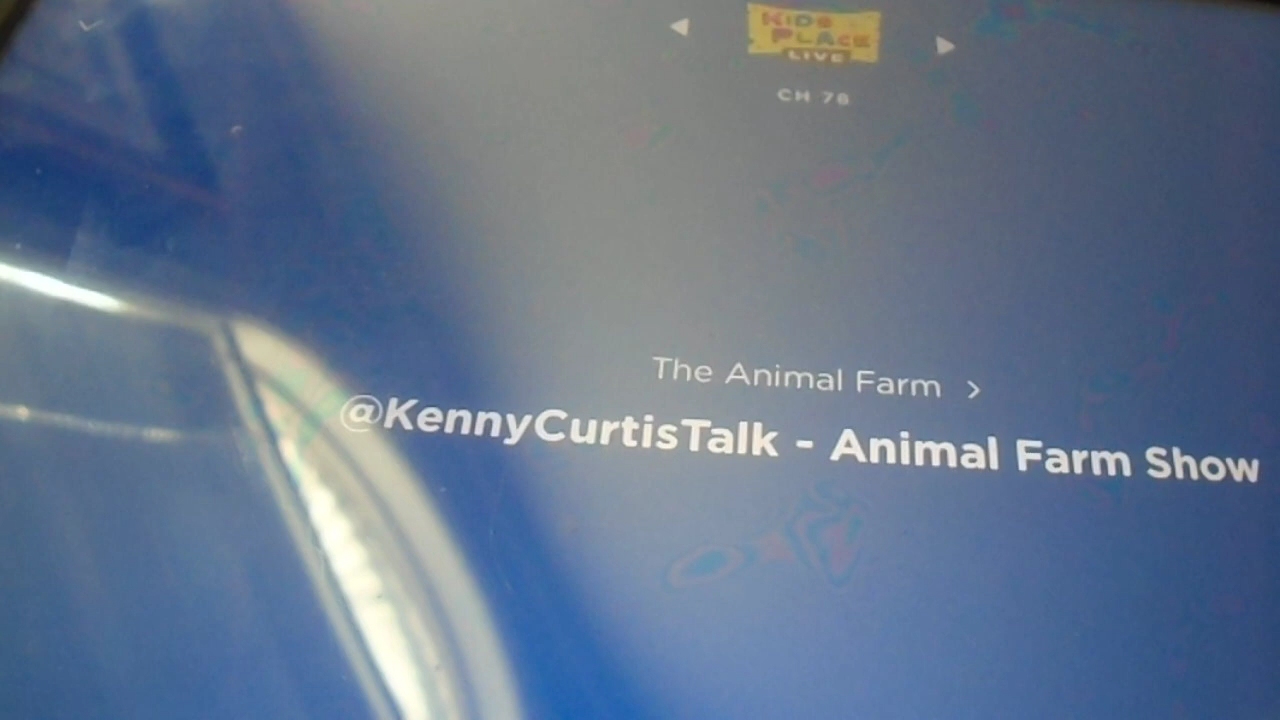 KIDS
PLACE
LIVE
CH 78
The Animal Farm >
@KennyCurtisTalk - Animal Farm Show